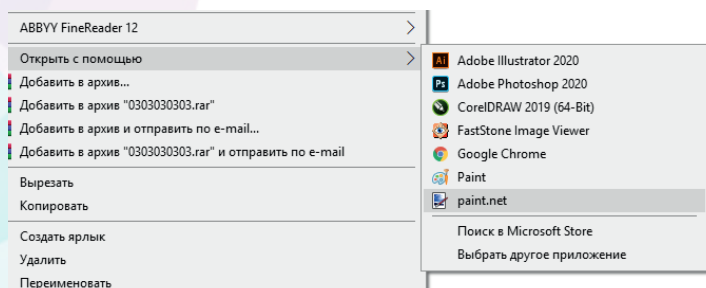 ABBYY FineReader 12
Открыть с помощью
Добавить в архив...
Добавить в архив "0303030303.rar"
Добавить в архив и отправить по e-mail...
Добавить в архив "0303030303.rar" и отправить по e-mail
Вырезать
Копировать
Создать ярлык
Удалить
Переименовать
Ai Adobe Illustrator 2020
Ps Adobe Photoshop 2020
CorelDRAW 2019 (64-Bit)
FastStone Image Viewer
Google Chrome
Paint
paint.net
Поиск в Microsoft Store
Выбрать другое приложение